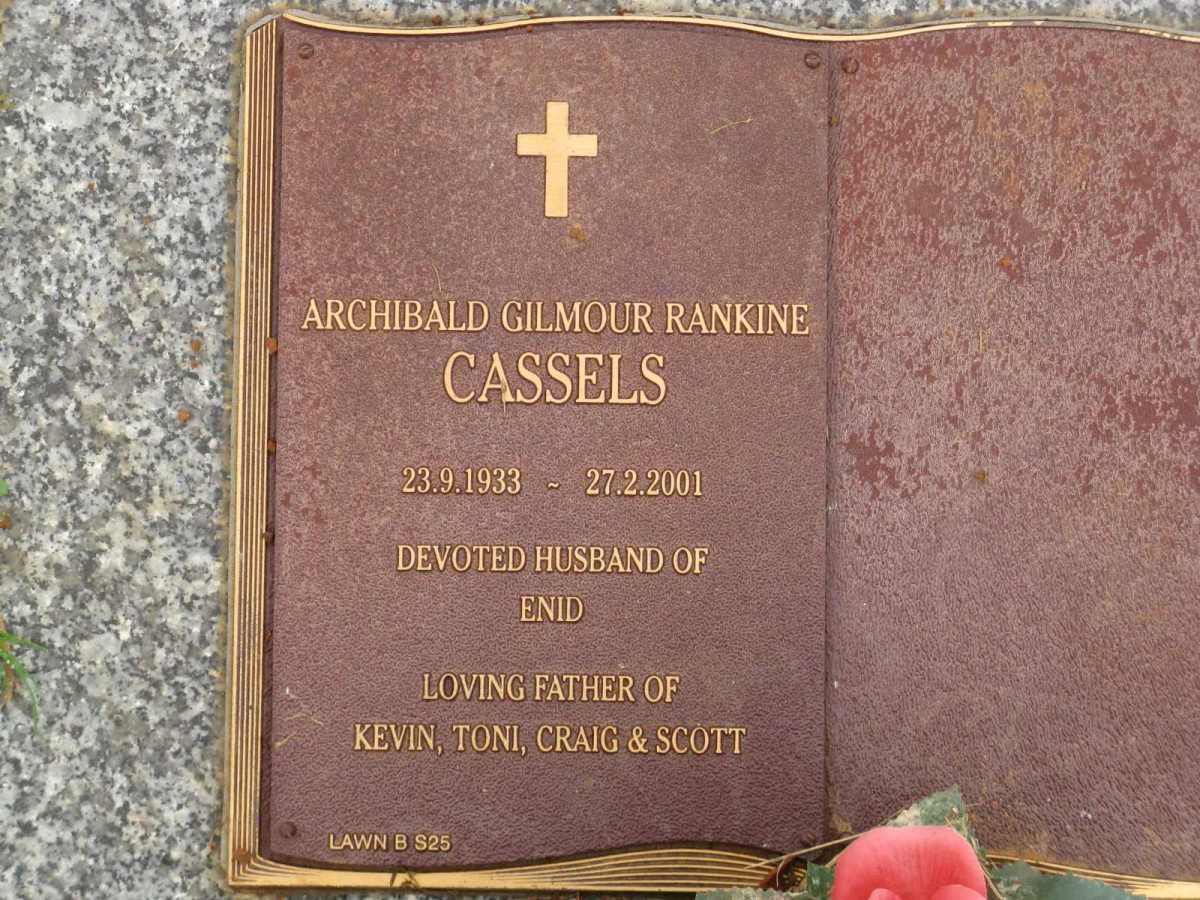 ARCHIBALD GILMOUR RANKINE
CASSELS
23.9.1933 ~ 27.2.2001
DEVOTED HUSBAND OF
ENID
LOVING FATHER OF
KEVIN, TONI, CRAIG & SCOTT
LAWN B S25